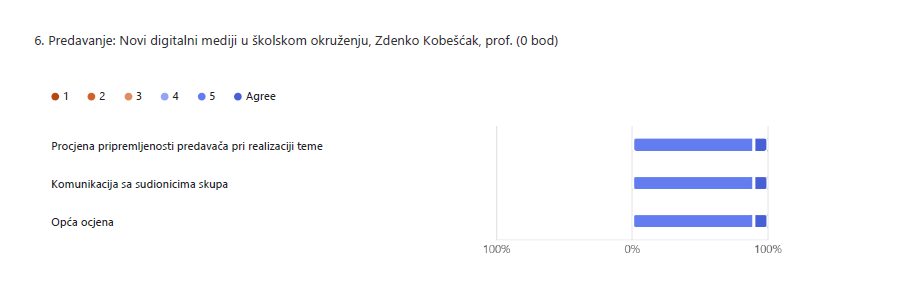 6. Predavanje: Novi digitalni mediji u školskom okruženju, Zdenko Kobešćak, prof. (0 bod)
1 2 3 4 5 Agree
Procjena pripremljenosti predavača pri realizaciji teme
Komunikacija sa sudionicima skupa
Opća ocjena
100% 0% 100%